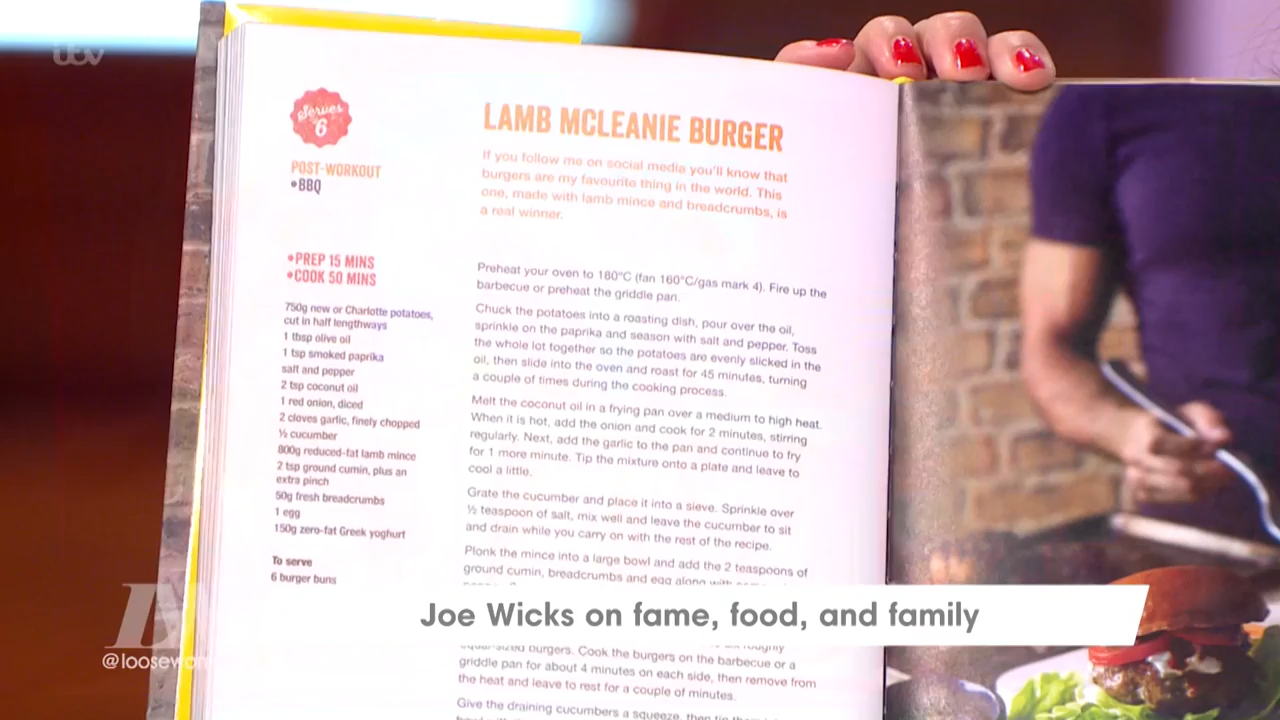 itv
Serves
6
POST-WORKOUT
•BBQ
•PREP 15 MINS
•COOK 50 MINS
750g new or Charlotte potatoes,
cut in half lengthways
1 tbsp olive oil
1 tsp smoked paprika
salt and pepper
2 tsp coconut oil
1 red onion, diced
2 cloves garlic, finely chopped
½ cucumber
800g reduced-fat lamb mince
2 tsp ground cumin, plus an
extra pinch
50g fresh breadcrumbs
1 egg
150g zero-fat Greek yoghurt
To serve
6 burger buns
LAMB MCLEANIE BURGER
If you follow me on social media you'll know that
burgers are my favourite thing in the world. This
one, made with lamb mince and breadcrumbs, is
a real winner.
Preheat your oven to 180°C (fan 160°C/gas mark 4). Fire up the
barbecue or preheat the griddle pan.
Chuck the potatoes into a roasting dish, pour over the oil,
sprinkle on the paprika and season with salt and pepper. Toss
the whole lot together so the potatoes are evenly slicked in the
oil, then slide into the oven and roast for 45 minutes, turning
a couple of times during the cooking process.
Melt the coconut oil in a frying pan over a medium to high heat.
When it is hot, add the onion and cook for 2 minutes, stirring
regularly. Next, add the garlic to the pan and continue to fry
for 1 more minute. Tip the mixture onto a plate and leave to
cool a little.
Grate the cucumber and place it into a sieve. Sprinkle over
½ teaspoon of salt, mix well and leave the cucumber to sit
and drain while you carry on with the rest of the recipe.
Plonk the mince into a large bowl and add the 2 teaspoons of
ground cumin, breadcrumbs and egg along with
Joe Wicks on fame, food, and family
roughly
equal-sized burgers. Cook the burgers on the barbecue or a
griddle pan for about 4 minutes on each side, then remove from
the heat and leave to rest for a couple of minutes.
Give the draining cucumbers a squeeze, then tip